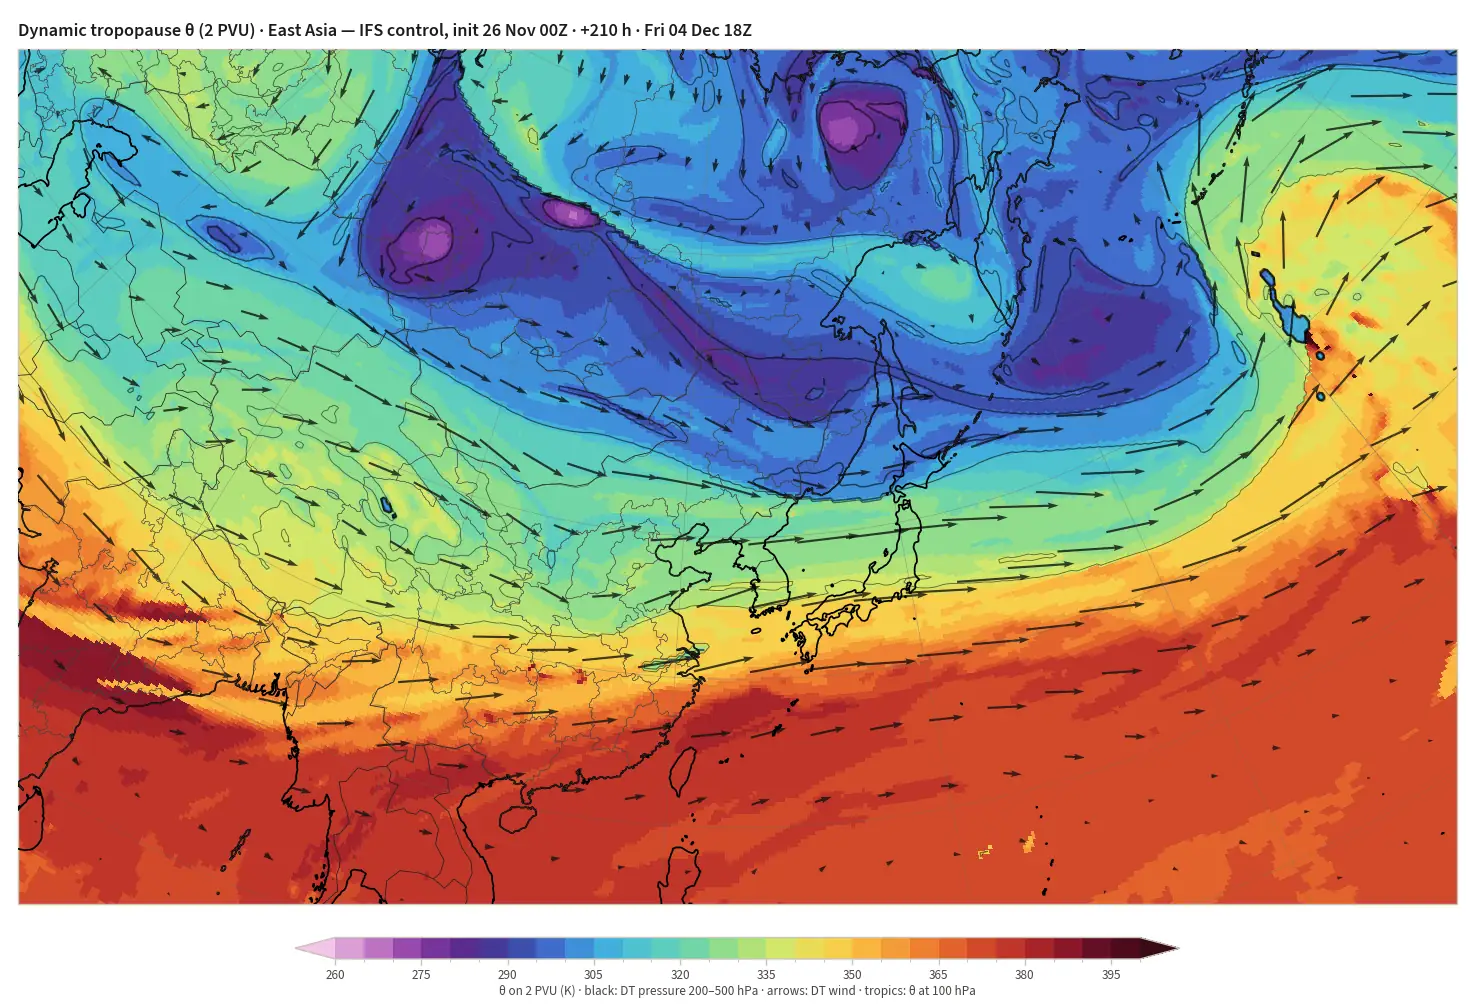 Dynamic tropopause θ (2 PVU) · East Asia — IFS control, init 26 Nov 00Z · +210 h · Fri 04 Dec 18Z
260 275 290 305 320 335 350 365 380 395
θ on 2 PVU (K) · black: DT pressure 200–500 hPa · arrows: DT wind · tropics: θ at 100 hPa